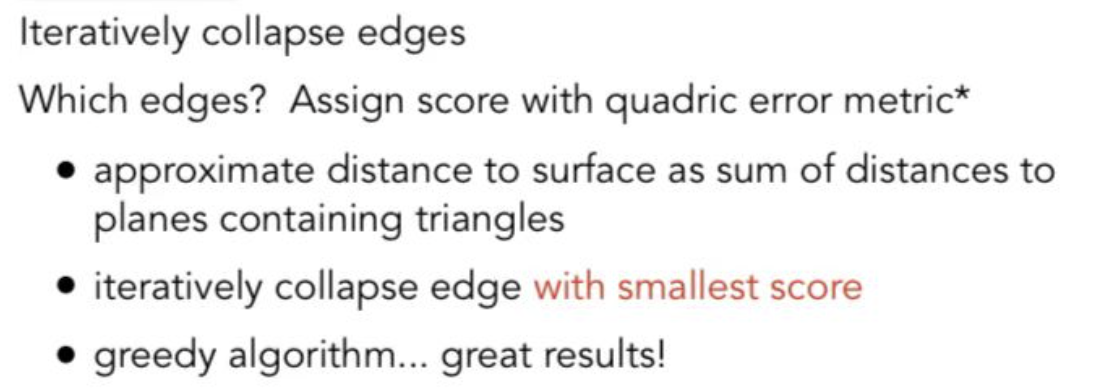 Iteratively collapse edges
Which edges?  Assign score with quadric error metric*
• approximate distance to surface as sum of distances to
planes containing triangles
• iteratively collapse edge with smallest score
• greedy algorithm... great results!